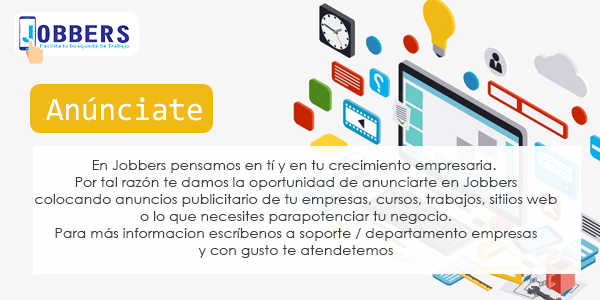 JOBBERS
Facilita tu búsqueda de Trabajo
Anúnciate
En Jobbers pensamos en tí y en tu crecimiento empresaria.
Por tal razón te damos la oportunidad de anunciarte en Jobbers
colocando anuncios publicitario de tu empresas, cursos, trabajos, sitiios web
o lo que necesites parapotenciar tu negocio.
Para más informacion escríbenos a soporte / departamento empresas
y con gusto te atendetemos